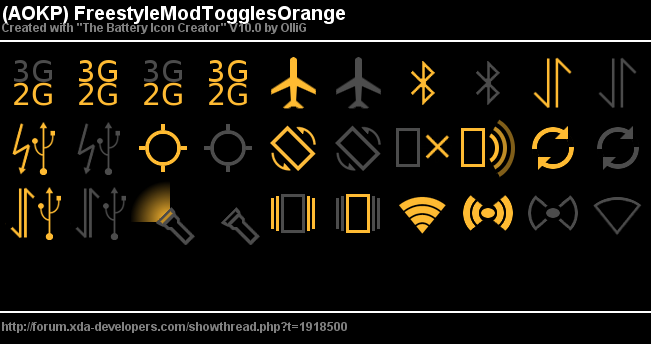 (AOKP) FreestyleModTogglesOrange
Created with "The Battery Icon Creator" V10.0 by OlliG
3G 3G 3G 3G
2G 2G 2G 2G
http://forum.xda-developers.com/showthread.php?t=1918500